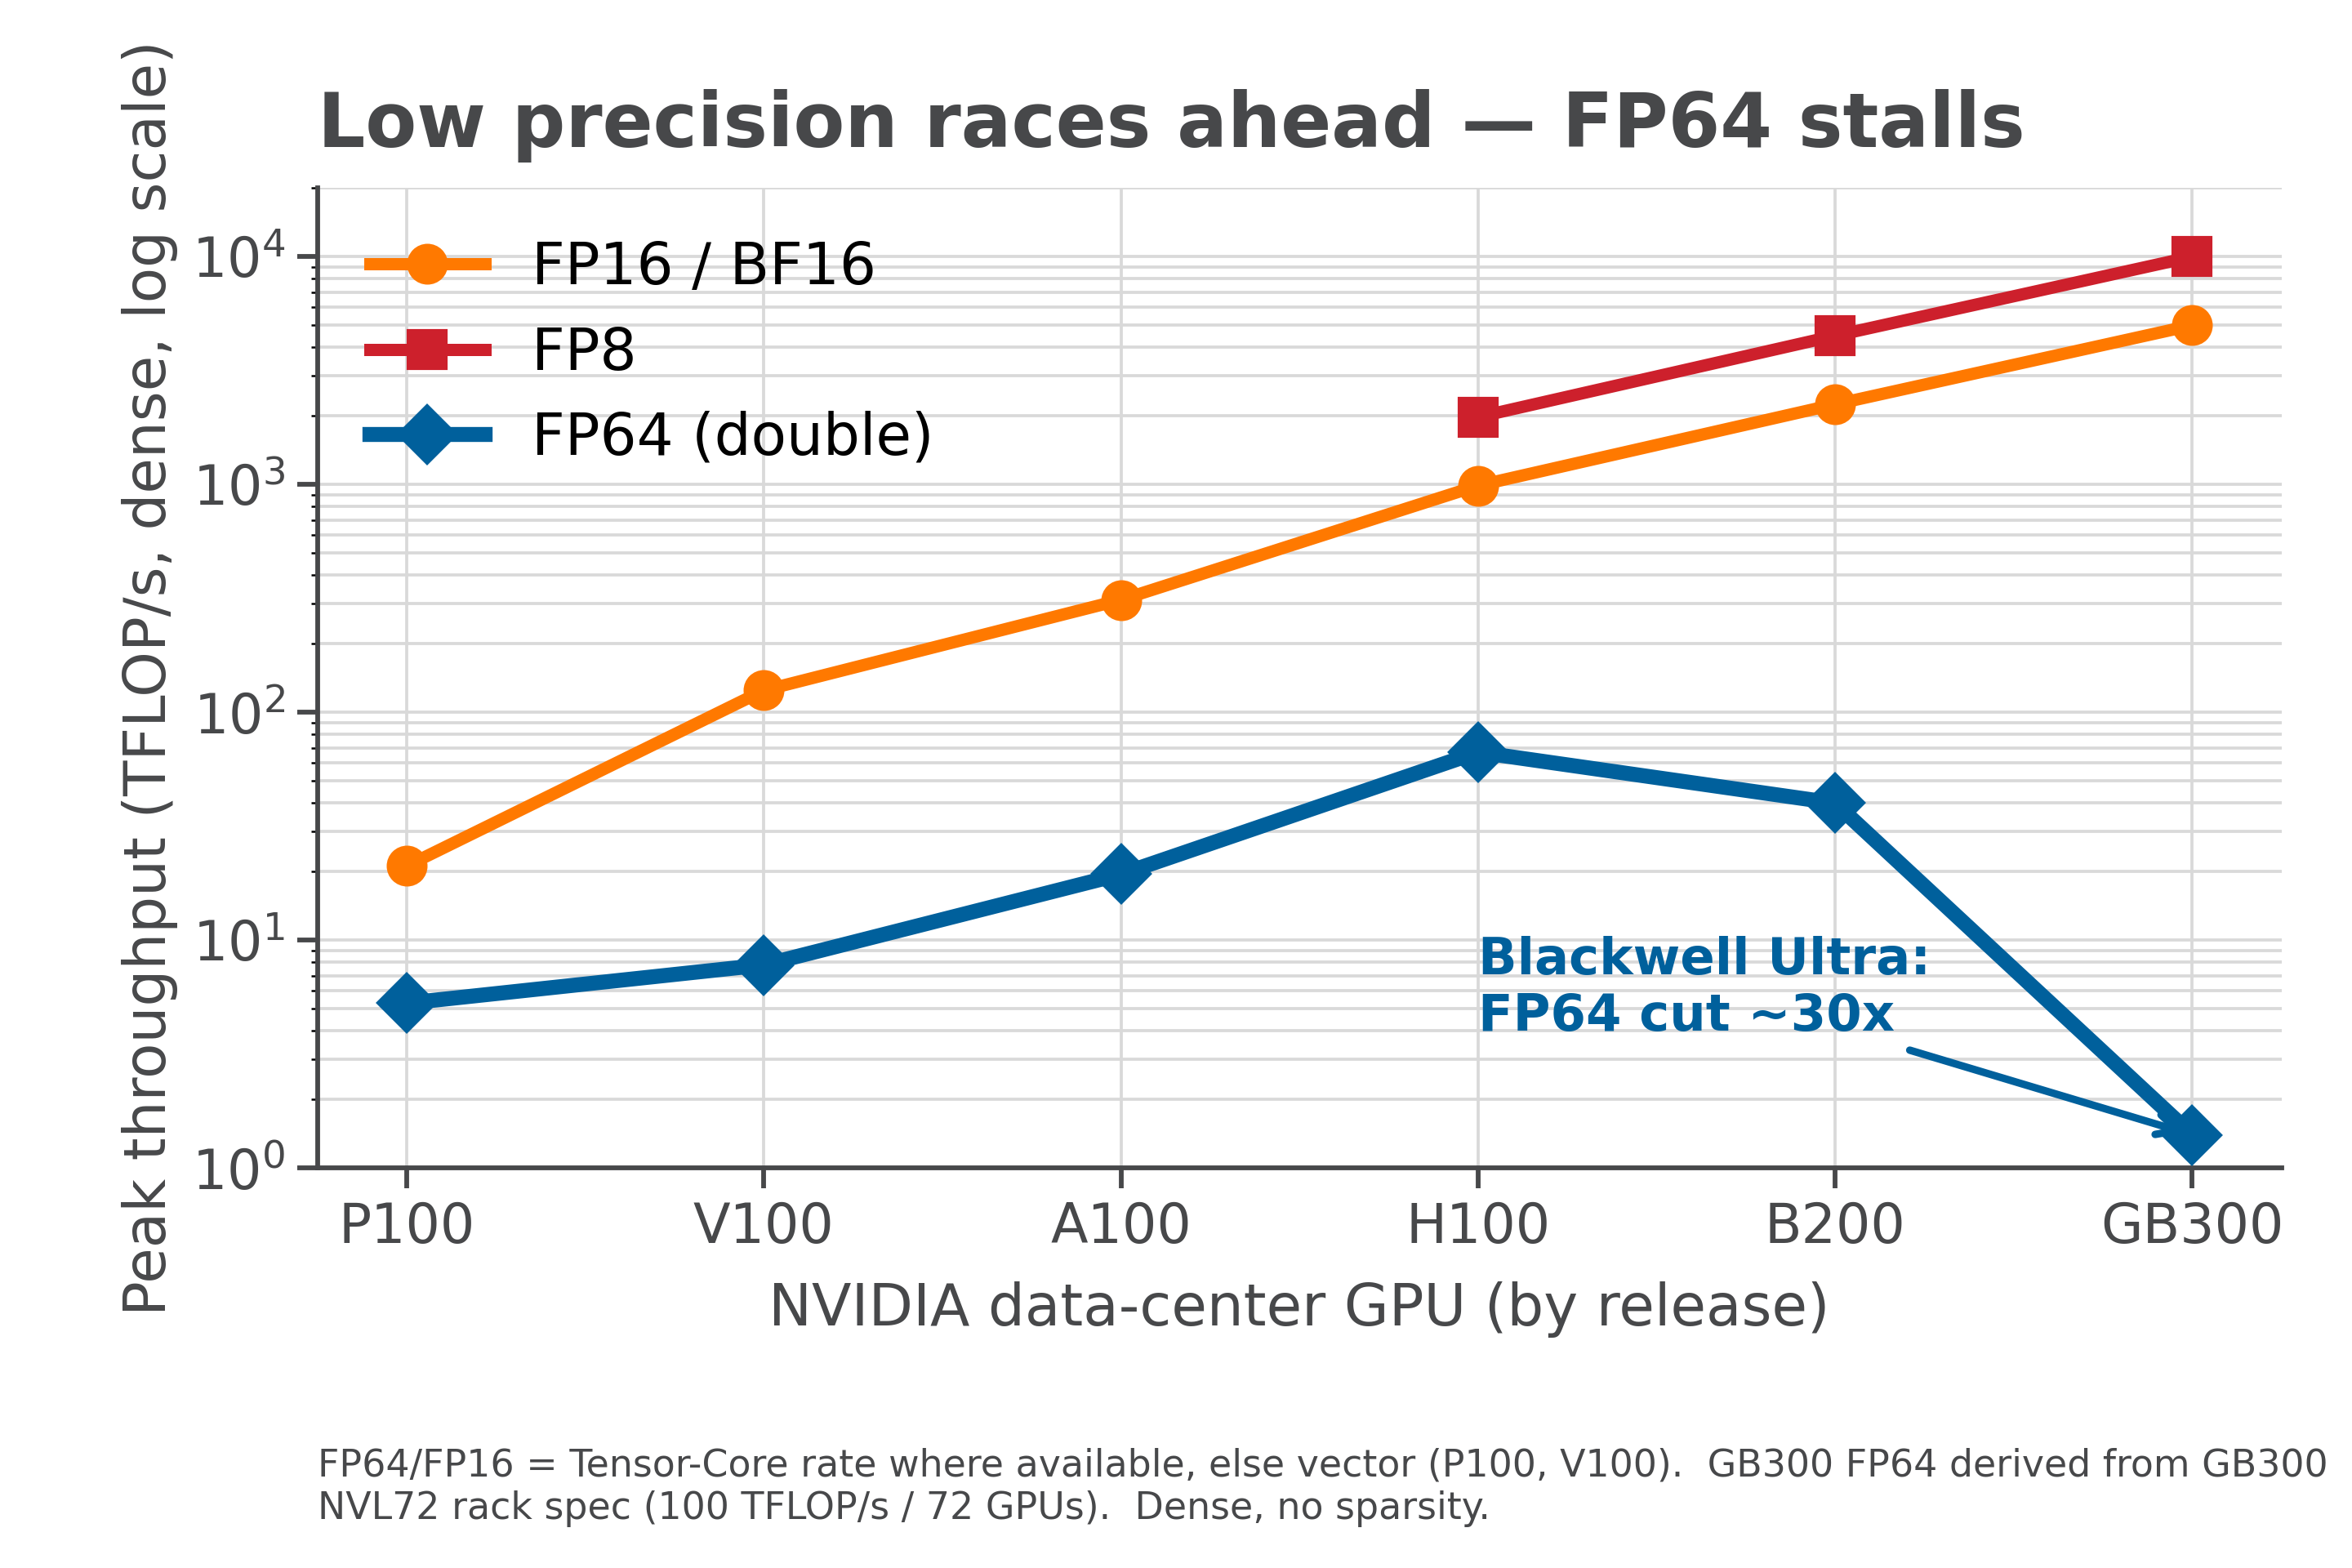 Low precision races ahead — FP64 stalls
Peak throughput (TFLOP/s, dense, log scale)
10⁴
10³
10²
10¹
10⁰
FP16 / BF16
FP8
FP64 (double)
Blackwell Ultra:
FP64 cut ~30x
P100 V100 A100 H100 B200 GB300
NVIDIA data-center GPU (by release)
FP64/FP16 = Tensor-Core rate where available, else vector (P100, V100). GB300 FP64 derived from GB300
NVL72 rack spec (100 TFLOP/s / 72 GPUs). Dense, no sparsity.